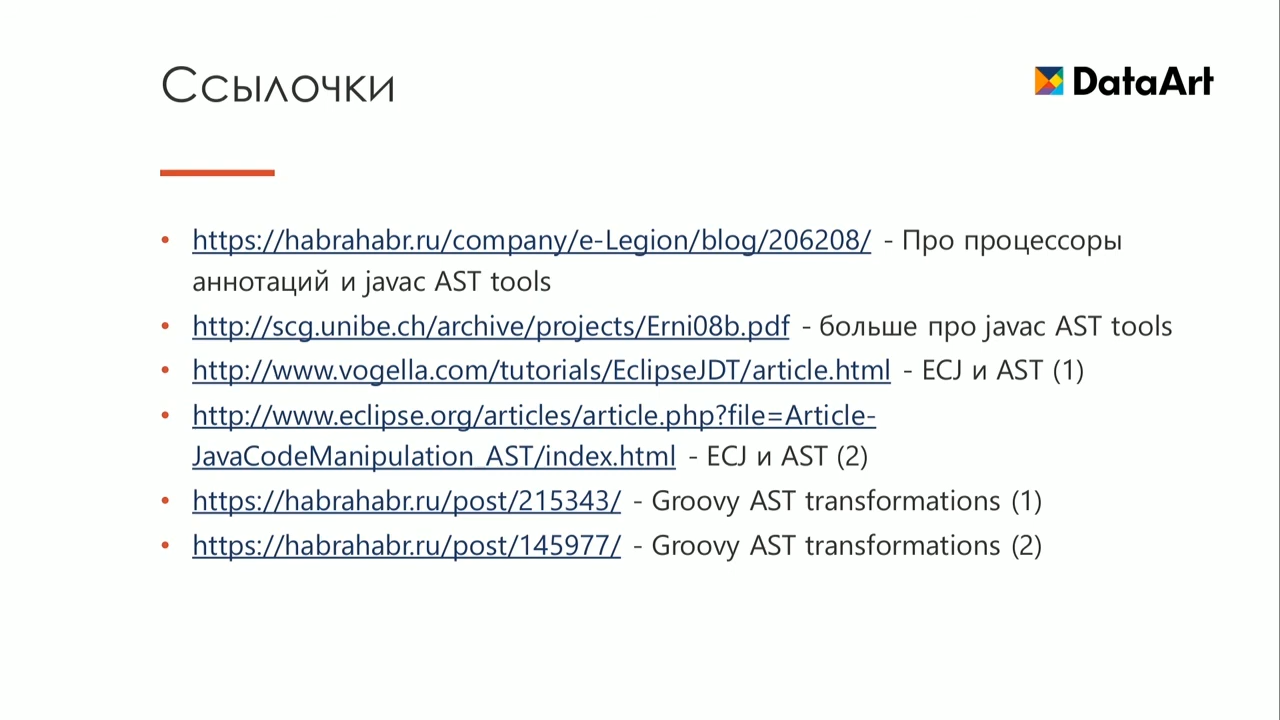 Ссылочки
DataArt
• https://habrahabr.ru/company/e-Legion/blog/206208/ - Про процессоры
аннотаций и javac AST tools
• http://scg.unibe.ch/archive/projects/Erni08b.pdf - больше про javac AST tools
• http://www.vogella.com/tutorials/EclipseJDT/article.html - ECJ и AST (1)
• http://www.eclipse.org/articles/article.php?file=Article-
JavaCodeManipulation_AST/index.html - ECJ и AST (2)
• https://habrahabr.ru/post/215343/ - Groovy AST transformations (1)
• https://habrahabr.ru/post/145977/ - Groovy AST transformations (2)